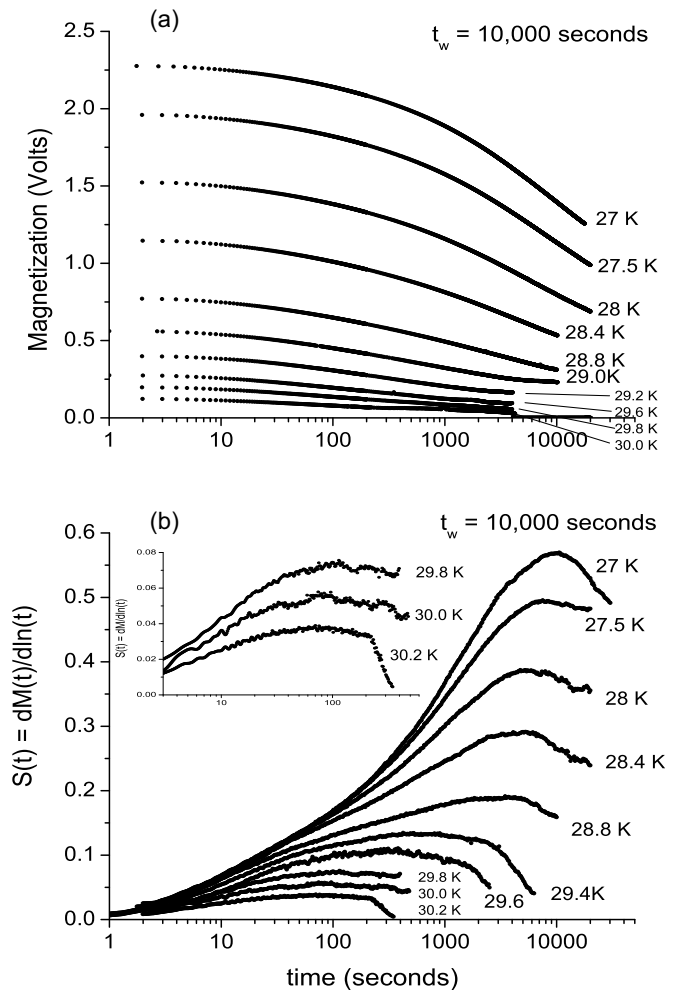 (a)
t_w = 10,000 seconds
2.5
2.0
1.5
1.0
0.5
0.0
Magnetization (Volts)
27 K
27.5 K
28 K
28.4 K
28.8 K
29.0K
29.2 K
29.6 K
29.8 K
30.0 K
1 10 100 1000 10000
(b)
t_w = 10,000 seconds
0.6
0.5
0.4
0.3
0.2
0.1
0.0
S(t) = dM(t)/dln(t)
0.08
0.06
0.04
0.02
0.00
S(t) = dM/dln(t)
29.8 K
30.0 K
30.2 K
10 100
27 K
27.5 K
28 K
28.4 K
28.8 K
29.4K
29.6
29.8 K
30.0 K
30.2 K
1 10 100 1000 10000
time (seconds)